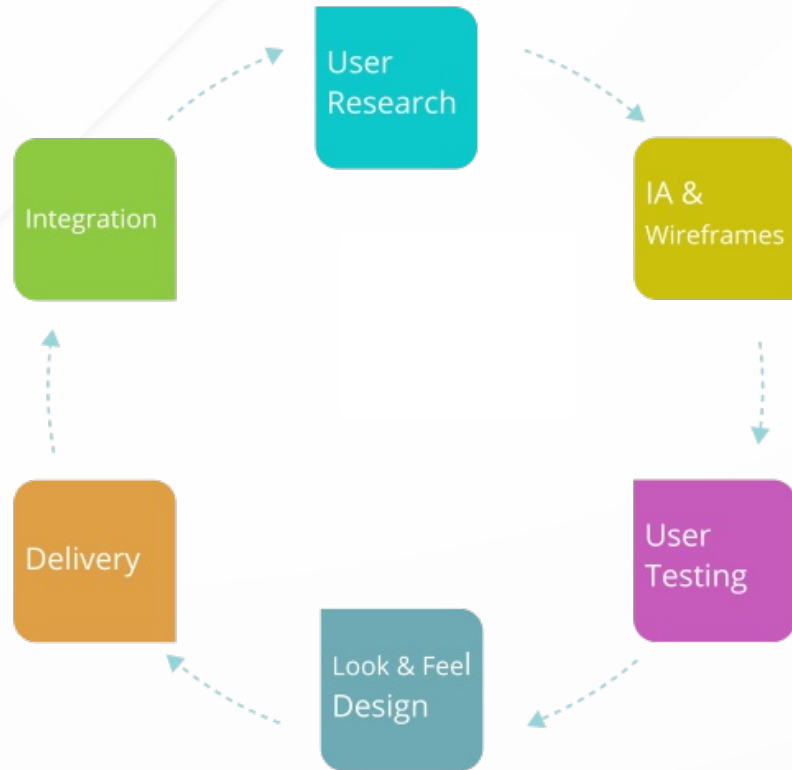 User
Research
IA &
Wireframes
User
Testing
Look & Feel
Design
Delivery
Integration